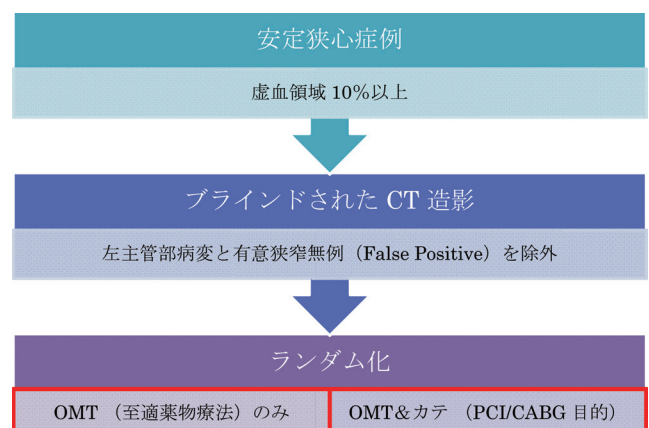 安定狭心症例
虚血領域 10%以上
ブラインドされた CT 造影
左主管部病変と有意狭窄無例（False Positive）を除外
ランダム化
OMT （至適薬物療法）のみ
OMT&カテ （PCI/CABG 目的）